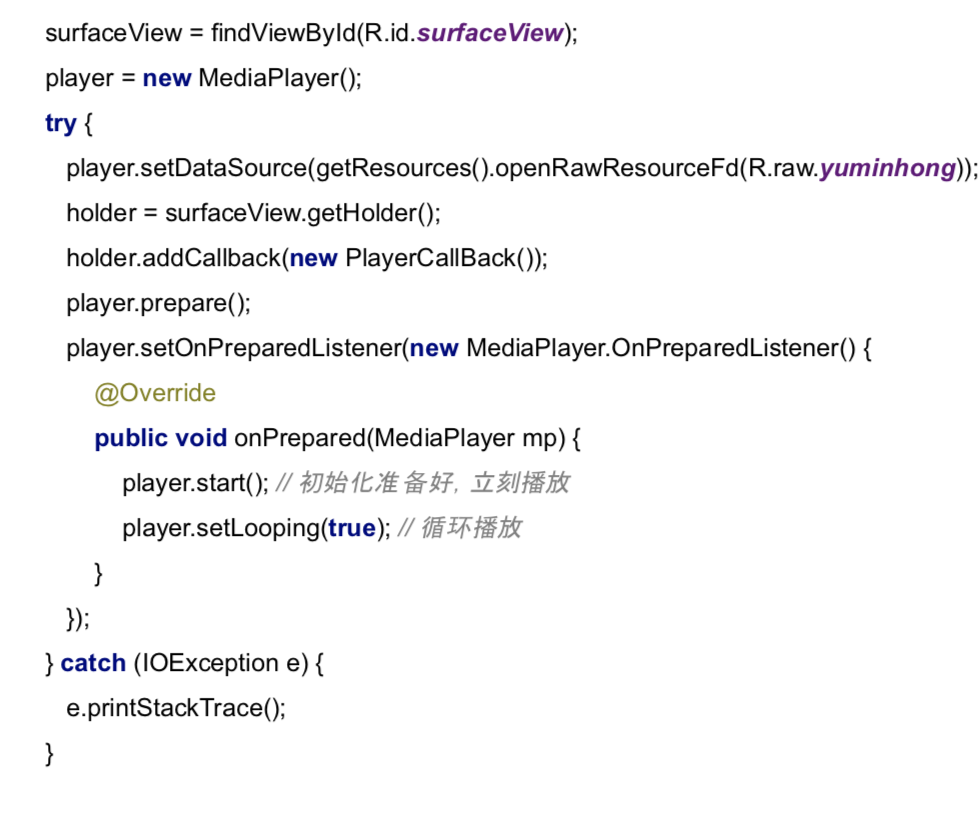 surfaceView = findViewById(R.id.surfaceView);
player = new MediaPlayer();
try {
player.setDataSource(getResources().openRawResourceFd(R.raw.yuminhong));
holder = surfaceView.getHolder();
holder.addCallback(new PlayerCallBack());
player.prepare();
player.setOnPreparedListener(new MediaPlayer.OnPreparedListener() {
@Override
public void onPrepared(MediaPlayer mp) {
player.start(); // 初始化准备好, 立刻播放
player.setLooping(true); // 循环播放
}
});
} catch (IOException e) {
e.printStackTrace();
}